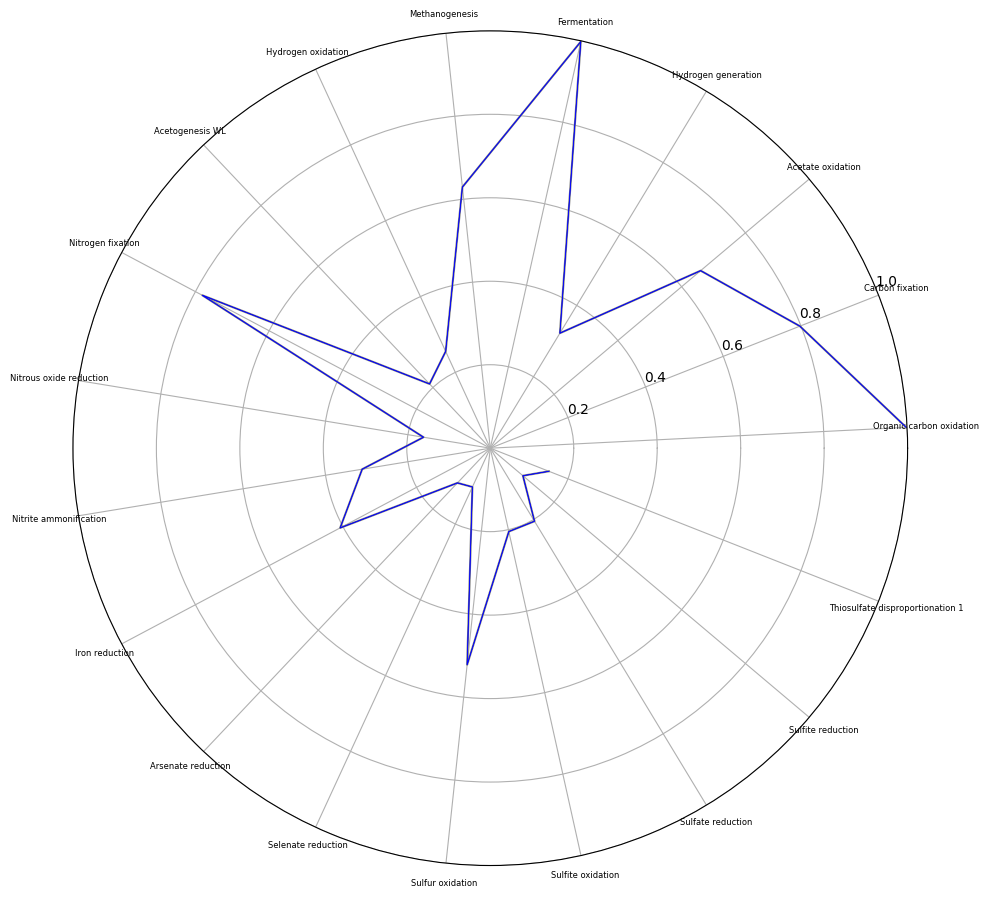 Methanogenesis
Fermentation
Hydrogen oxidation
Hydrogen generation
Acetogenesis WL
Acetate oxidation
Nitrogen fixation
1.0
Carbon fixation
0.8
0.6
0.4
Nitrous oxide reduction
0.2
Organic carbon oxidation
Nitrite ammonification
Thiosulfate disproportionation 1
Iron reduction
Sulfite reduction
Arsenate reduction
Sulfate reduction
Selenate reduction
Sulfite oxidation
Sulfur oxidation